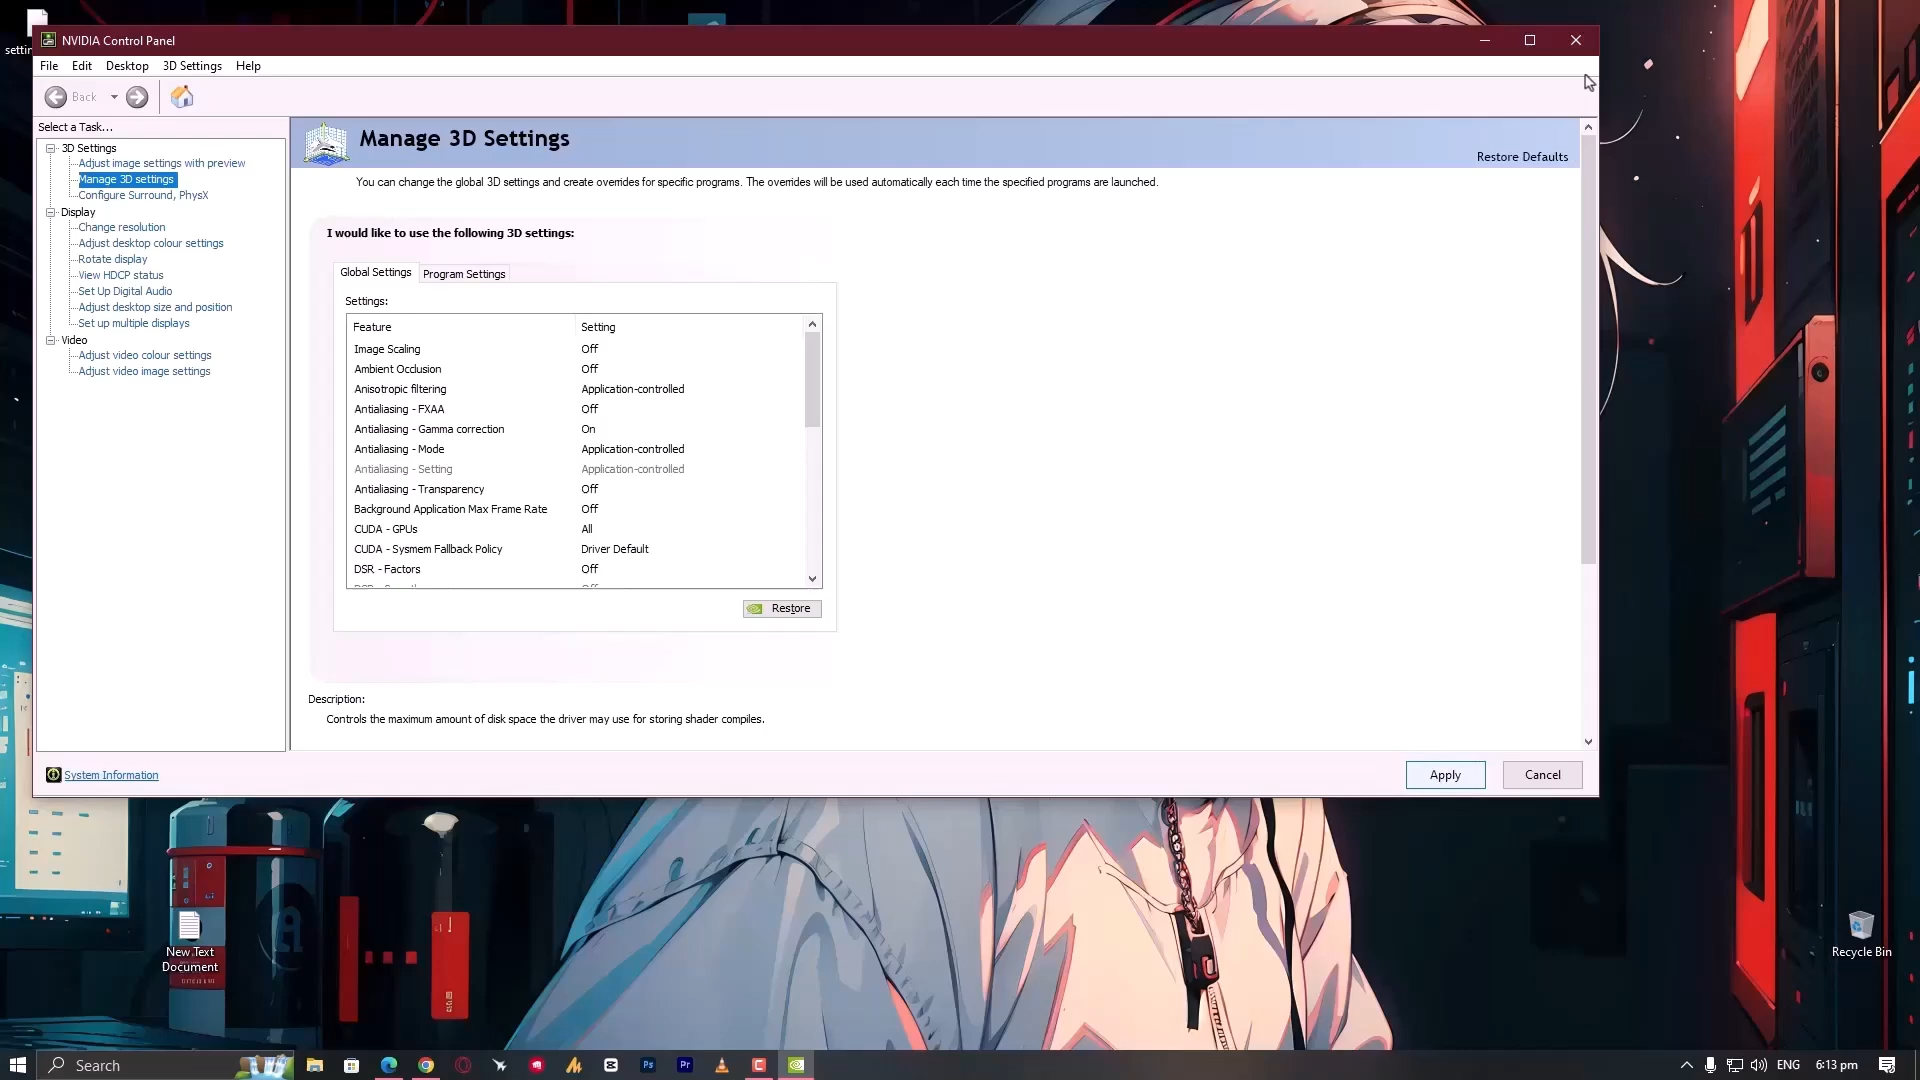 NVIDIA Control Panel
File Edit Desktop 3D Settings Help
Back
Select a Task...
3D Settings
Adjust image settings with preview
Manage 3D settings
Configure Surround, PhysX
Display
Change resolution
Adjust desktop colour settings
Rotate display
View HDCP status
Set Up Digital Audio
Adjust desktop size and position
Set up multiple displays
Video
Adjust video colour settings
Adjust video image settings
System Information
Manage 3D Settings
Restore Defaults
You can change the global 3D settings and create overrides for specific programs. The overrides will be used automatically each time the specified programs are launched.
I would like to use the following 3D settings:
Global Settings Program Settings
Settings:
Feature Setting
Image Scaling Off
Ambient Occlusion Off
Anisotropic filtering Application-controlled
Antialiasing - FXAA Off
Antialiasing - Gamma correction On
Antialiasing - Mode Application-controlled
Antialiasing - Setting Application-controlled
Antialiasing - Transparency Off
Background Application Max Frame Rate Off
CUDA - GPUs All
CUDA - Sysmem Fallback Policy Driver Default
DSR - Factors Off
Restore
Description:
Controls the maximum amount of disk space the driver may use for storing shader compiles.
Apply Cancel
New Text
Document
Recycle Bin
Search
Ps
Pr
ENG
6:13 pm